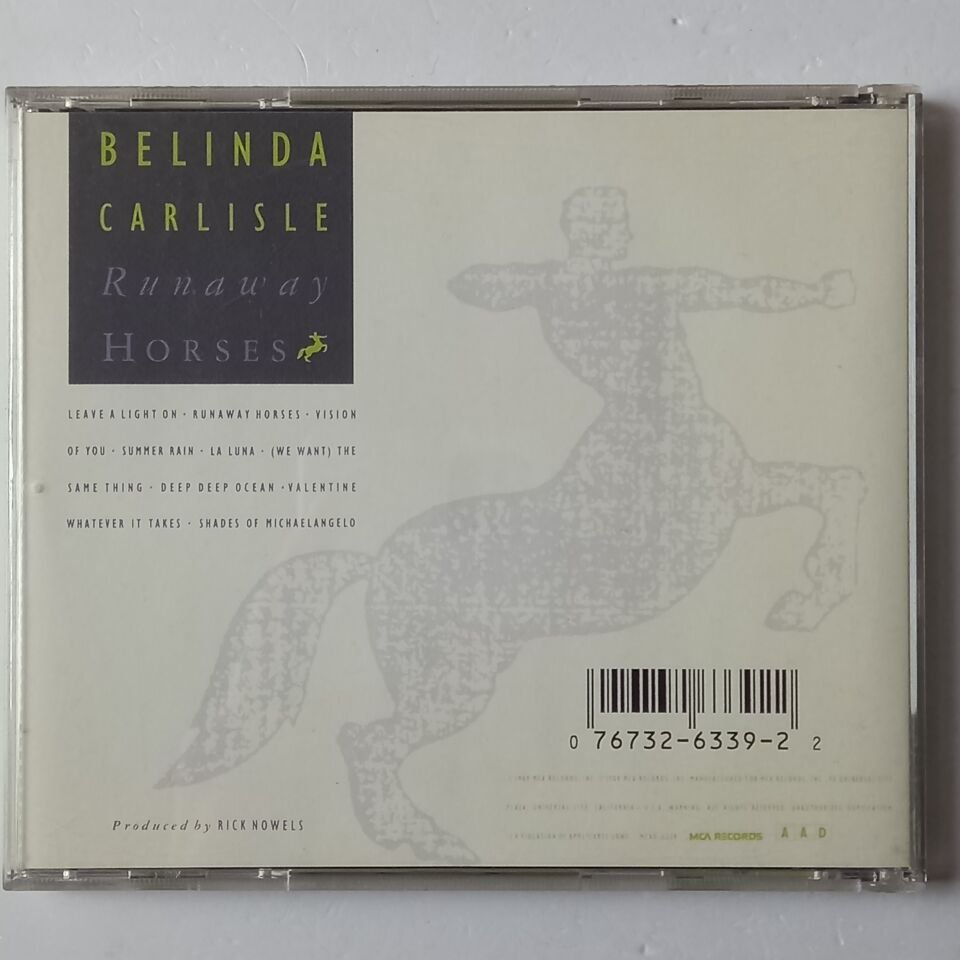 BELINDA
CARLISLE
Runaway
HORSES
LEAVE A LIGHT ON · RUNAWAY HORSES · VISION
OF YOU · SUMMER RAIN · LA LUNA · (WE WANT) THE
SAME THING · DEEP DEEP OCEAN · VALENTINE
WHATEVER IT TAKES · SHADES OF MICHAELANGELO
0 76732-6339-2 2
MCA RECORDS A A D
Produced by RICK NOWELS